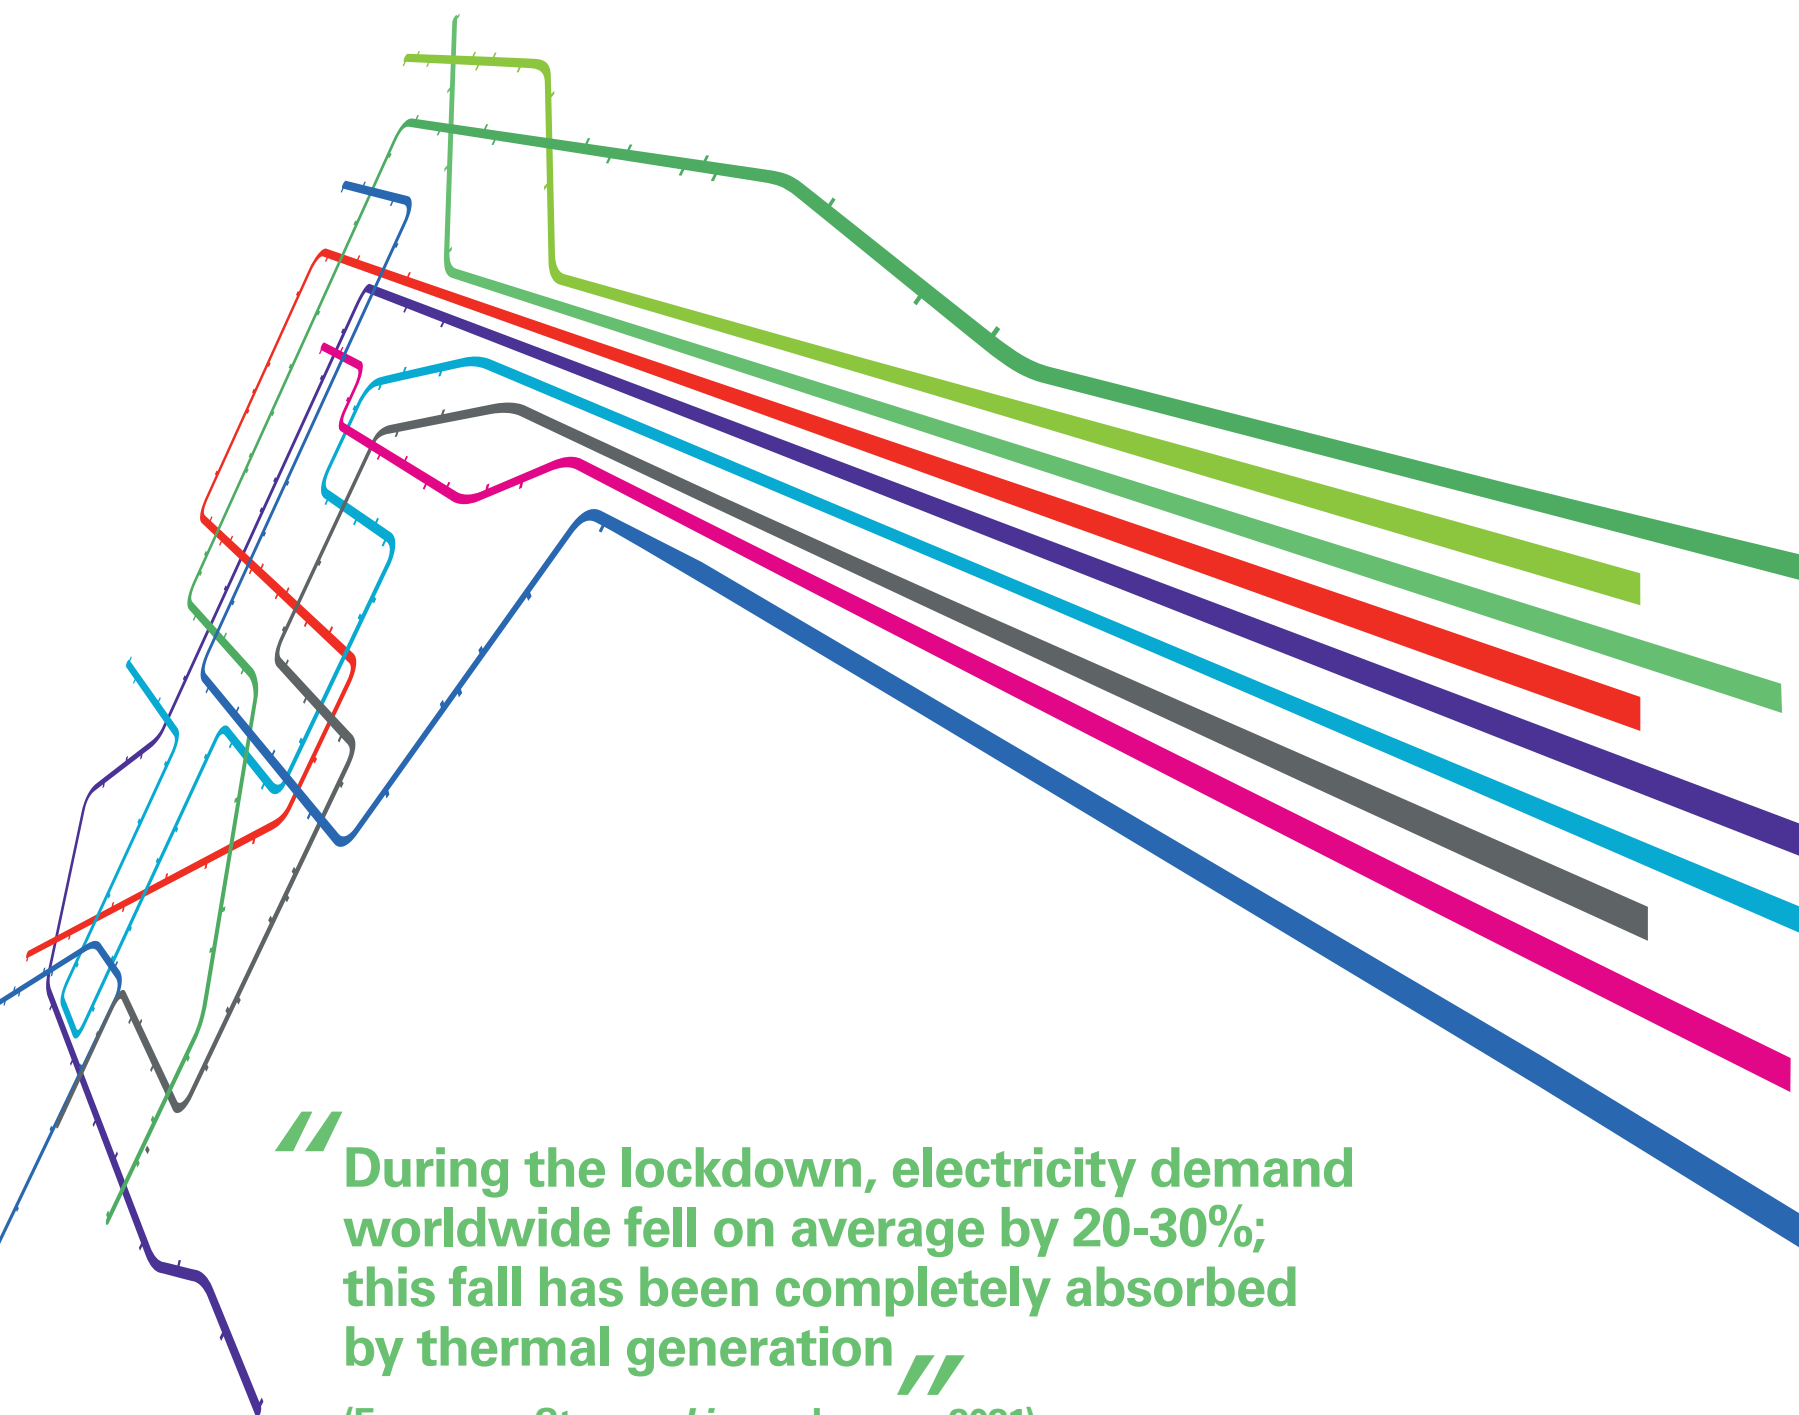 "During the lockdown, electricity demand
worldwide fell on average by 20-30%;
this fall has been completely absorbed
by thermal generation"
2021)